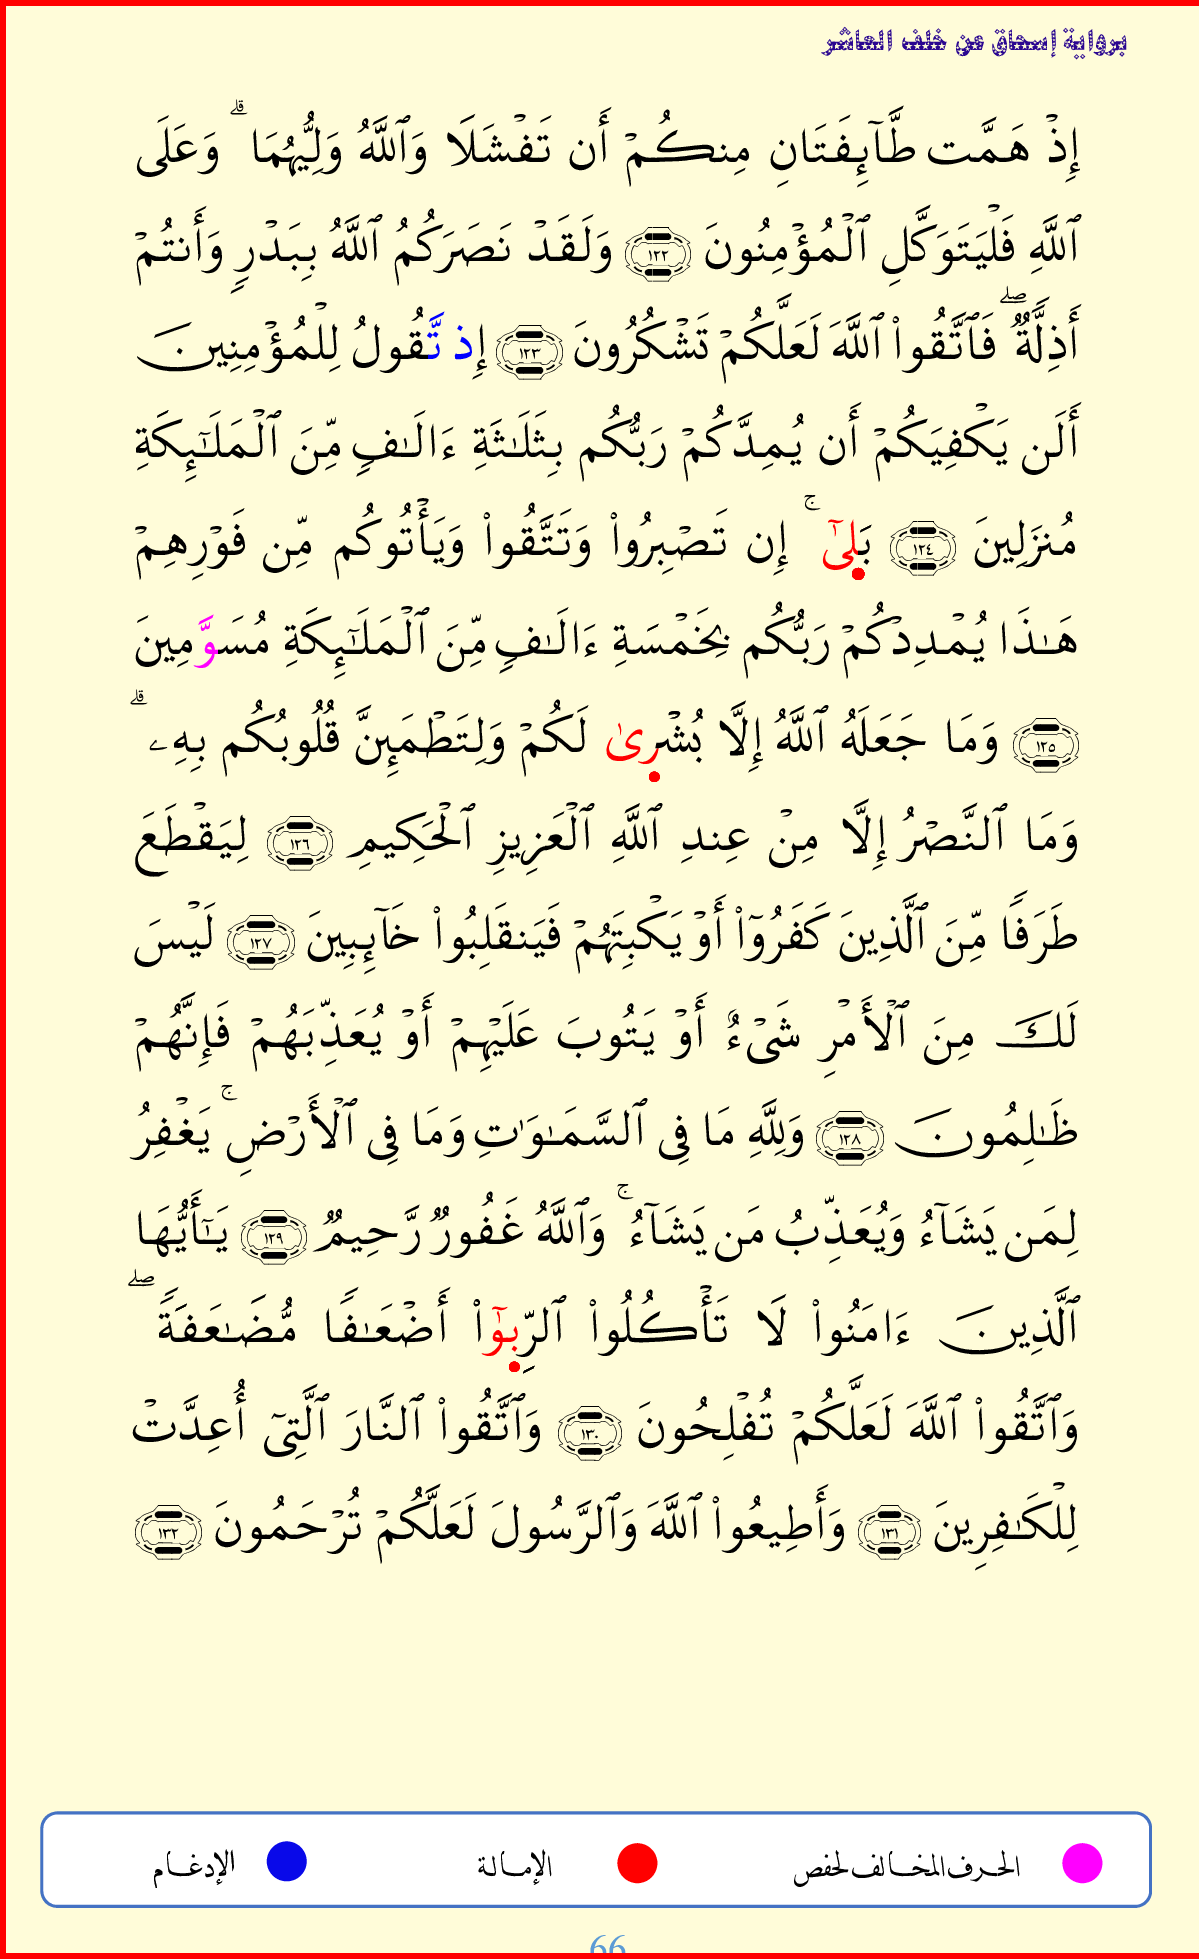 برواية إسحاق عن خلف العاشر
إِذْ هَمَّت طَّآئِفَتَانِ مِنكُمْ أَن تَفْشَلَا وَٱللَّهُ وَلِيُّهُمَا ۗ وَعَلَى
ٱللَّهِ فَلْيَتَوَكَّلِ ٱلْمُؤْمِنُونَ ١٢٢ وَلَقَدْ نَصَرَكُمُ ٱللَّهُ بِبَدْرٍ وَأَنتُمْ
أَذِلَّةٌ ۖ فَٱتَّقُوا۟ ٱللَّهَ لَعَلَّكُمْ تَشْكُرُونَ ١٢٣ إِذ تَّقُولُ لِلْمُؤْمِنِينَ
أَلَن يَكْفِيَكُمْ أَن يُمِدَّكُمْ رَبُّكُم بِثَلَـٰثَةِ ءَالَـٰفٍ مِّنَ ٱلْمَلَـٰٓئِكَةِ
مُنزَلِينَ ١٢٤ بَلِىٰٓ ۚ إِن تَصْبِرُوا۟ وَتَتَّقُوا۟ وَيَأْتُوكُم مِّن فَوْرِهِمْ
هَـٰذَا يُمْدِدْكُمْ رَبُّكُم بِخَمْسَةِ ءَالَـٰفٍ مِّنَ ٱلْمَلَـٰٓئِكَةِ مُسَوَّمِينَ
١٢٥ وَمَا جَعَلَهُ ٱللَّهُ إِلَّا بُشْرِىٰ لَكُمْ وَلِتَطْمَئِنَّ قُلُوبُكُم بِهِۦ ۗ
وَمَا ٱلنَّصْرُ إِلَّا مِنْ عِندِ ٱللَّهِ ٱلْعَزِيزِ ٱلْحَكِيمِ ١٢٦ لِيَقْطَعَ
طَرَفًا مِّنَ ٱلَّذِينَ كَفَرُوٓا۟ أَوْ يَكْبِتَهُمْ فَيَنقَلِبُوا۟ خَآئِبِينَ ١٢٧ لَيْسَ
لَكَ مِنَ ٱلْأَمْرِ شَىْءٌ أَوْ يَتُوبَ عَلَيْهِمْ أَوْ يُعَذِّبَهُمْ فَإِنَّهُمْ
ظَـٰلِمُونَ ١٢٨ وَلِلَّهِ مَا فِى ٱلسَّمَـٰوَٰتِ وَمَا فِى ٱلْأَرْضِ ۚ يَغْفِرُ
لِمَن يَشَآءُ وَيُعَذِّبُ مَن يَشَآءُ ۚ وَٱللَّهُ غَفُورٌ رَّحِيمٌ ١٢٩ يَـٰٓأَيُّهَا
ٱلَّذِينَ ءَامَنُوا۟ لَا تَأْكُلُوا۟ ٱلرِّبِوٰٓا۟ أَضْعَـٰفًا مُّضَـٰعَفَةً ۖ
وَٱتَّقُوا۟ ٱللَّهَ لَعَلَّكُمْ تُفْلِحُونَ ١٣٠ وَٱتَّقُوا۟ ٱلنَّارَ ٱلَّتِىٓ أُعِدَّتْ
لِلْكَـٰفِرِينَ ١٣١ وَأَطِيعُوا۟ ٱللَّهَ وَٱلرَّسُولَ لَعَلَّكُمْ تُرْحَمُونَ ١٣٢
الحرف المخالف لحفص الإمالة الإدغام
66